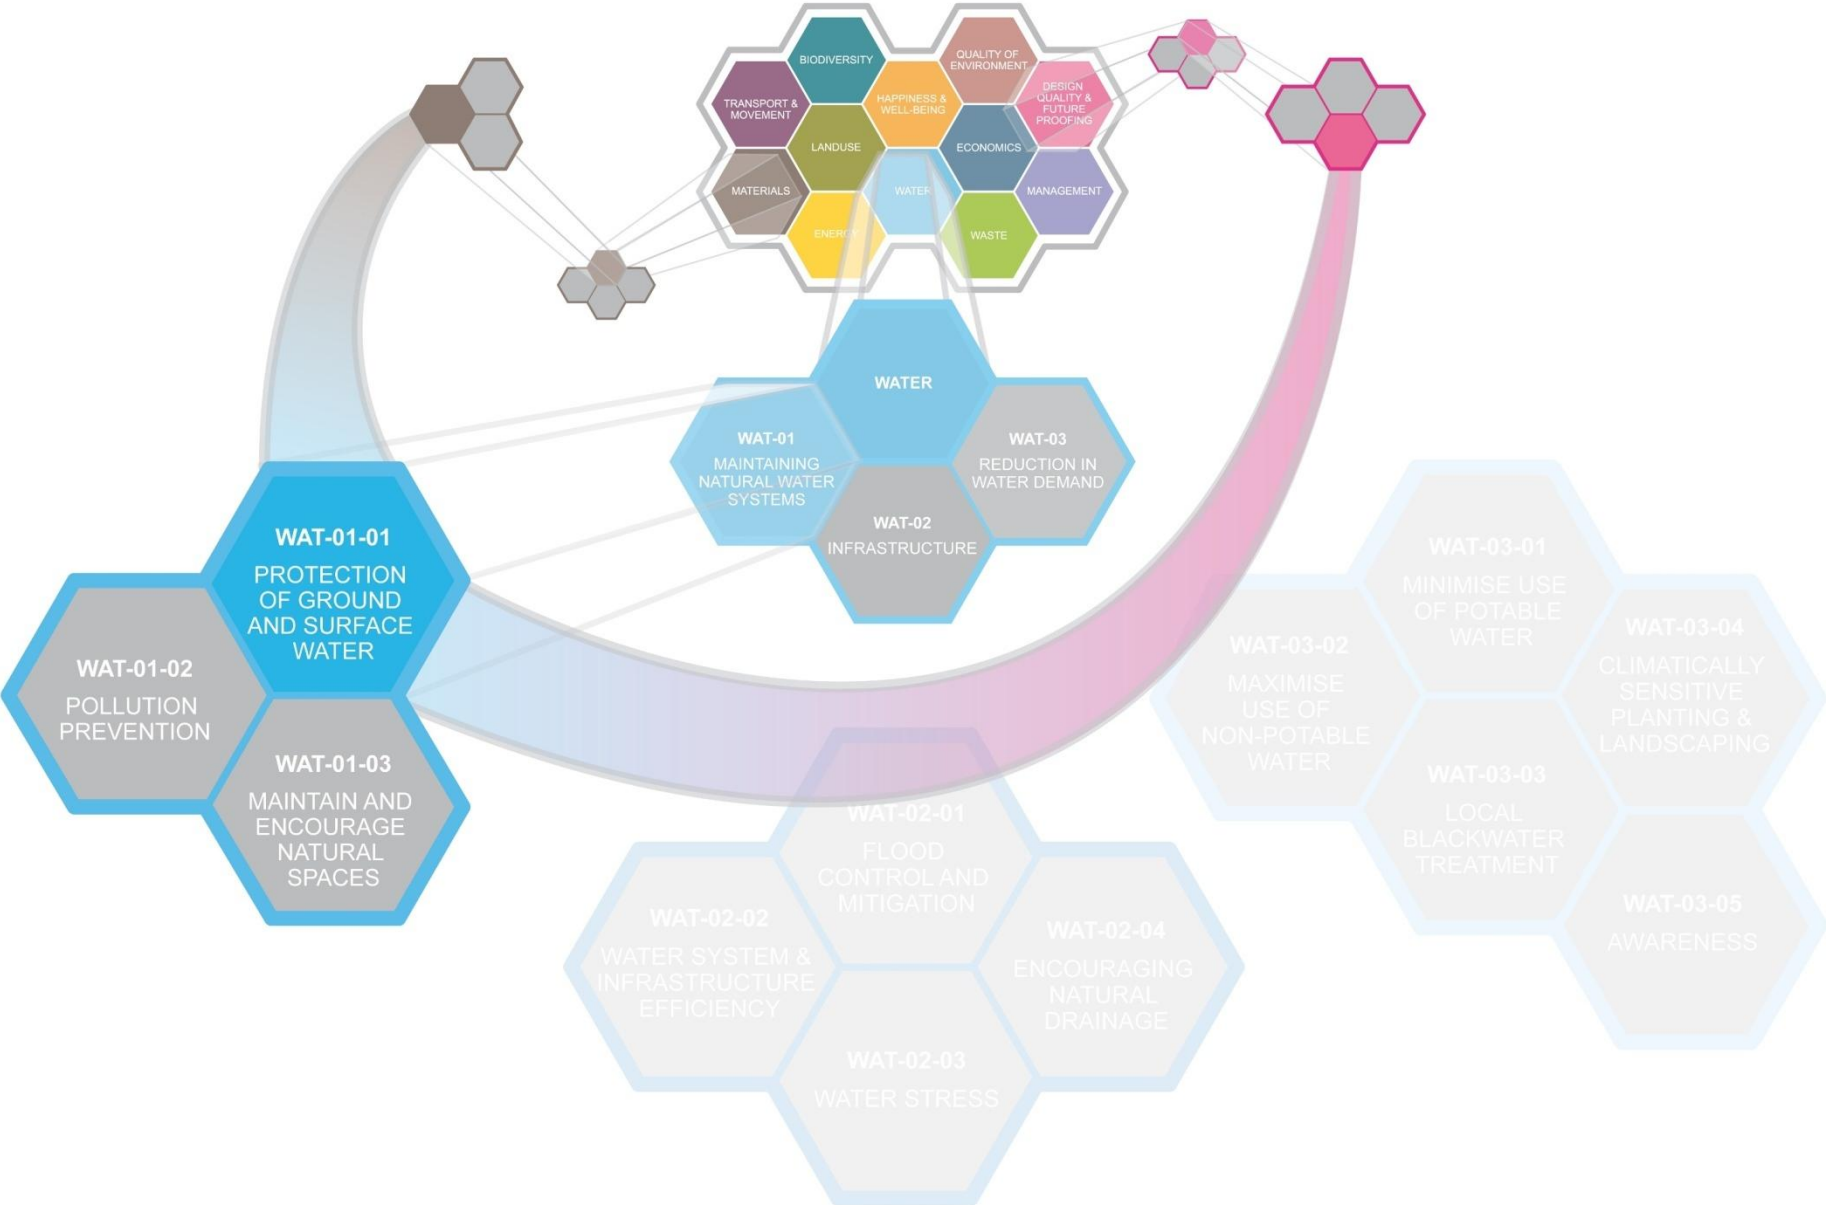 BIODIVERSITY
QUALITY OF
ENVIRONMENT
TRANSPORT &
MOVEMENT
HAPPINESS &
WELL-BEING
DESIGN
QUALITY &
FUTURE
PROOFING
LANDUSE
ECONOMICS
MATERIALS
WATER
MANAGEMENT
ENERGY
WASTE
WATER
WAT-01
MAINTAINING
NATURAL WATER
SYSTEMS
WAT-03
REDUCTION IN
WATER DEMAND
WAT-02
INFRASTRUCTURE
WAT-01-01
PROTECTION
OF GROUND
AND SURFACE
WATER
WAT-01-02
POLLUTION
PREVENTION
WAT-01-03
MAINTAIN AND
ENCOURAGE
NATURAL
SPACES
WAT-03-01
MINIMISE USE
OF POTABLE
WATER
WAT-03-02
MAXIMISE
USE OF
NON-POTABLE
WATER
WAT-03-04
CLIMATICALLY
SENSITIVE
PLANTING &
LANDSCAPING
WAT-03-03
LOCAL
BLACKWATER
TREATMENT
WAT-03-05
AWARENESS
WAT-02-01
FLOOD
CONTROL AND
MITIGATION
WAT-02-02
WATER SYSTEM &
INFRASTRUCTURE
EFFICIENCY
WAT-02-04
ENCOURAGING
NATURAL
DRAINAGE
WAT-02-03
WATER STRESS